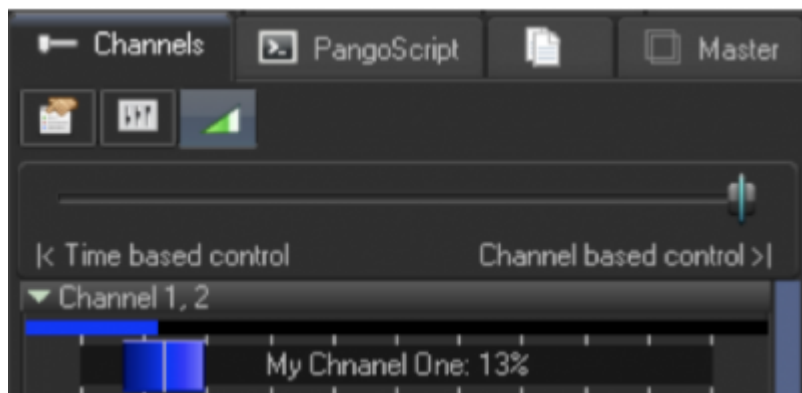 Channels PangoScript Master
|< Time based control Channel based control >|
Channel 1, 2
My Chnanel One: 13%